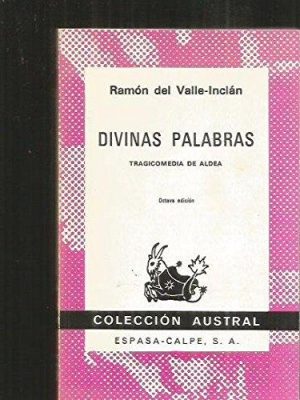 Ramón del Valle-Inclán
DIVINAS PALABRAS
TRAGICOMEDIA DE ALDEA
Octava edición
COLECCIÓN AUSTRAL
ESPASA-CALPE, S. A.